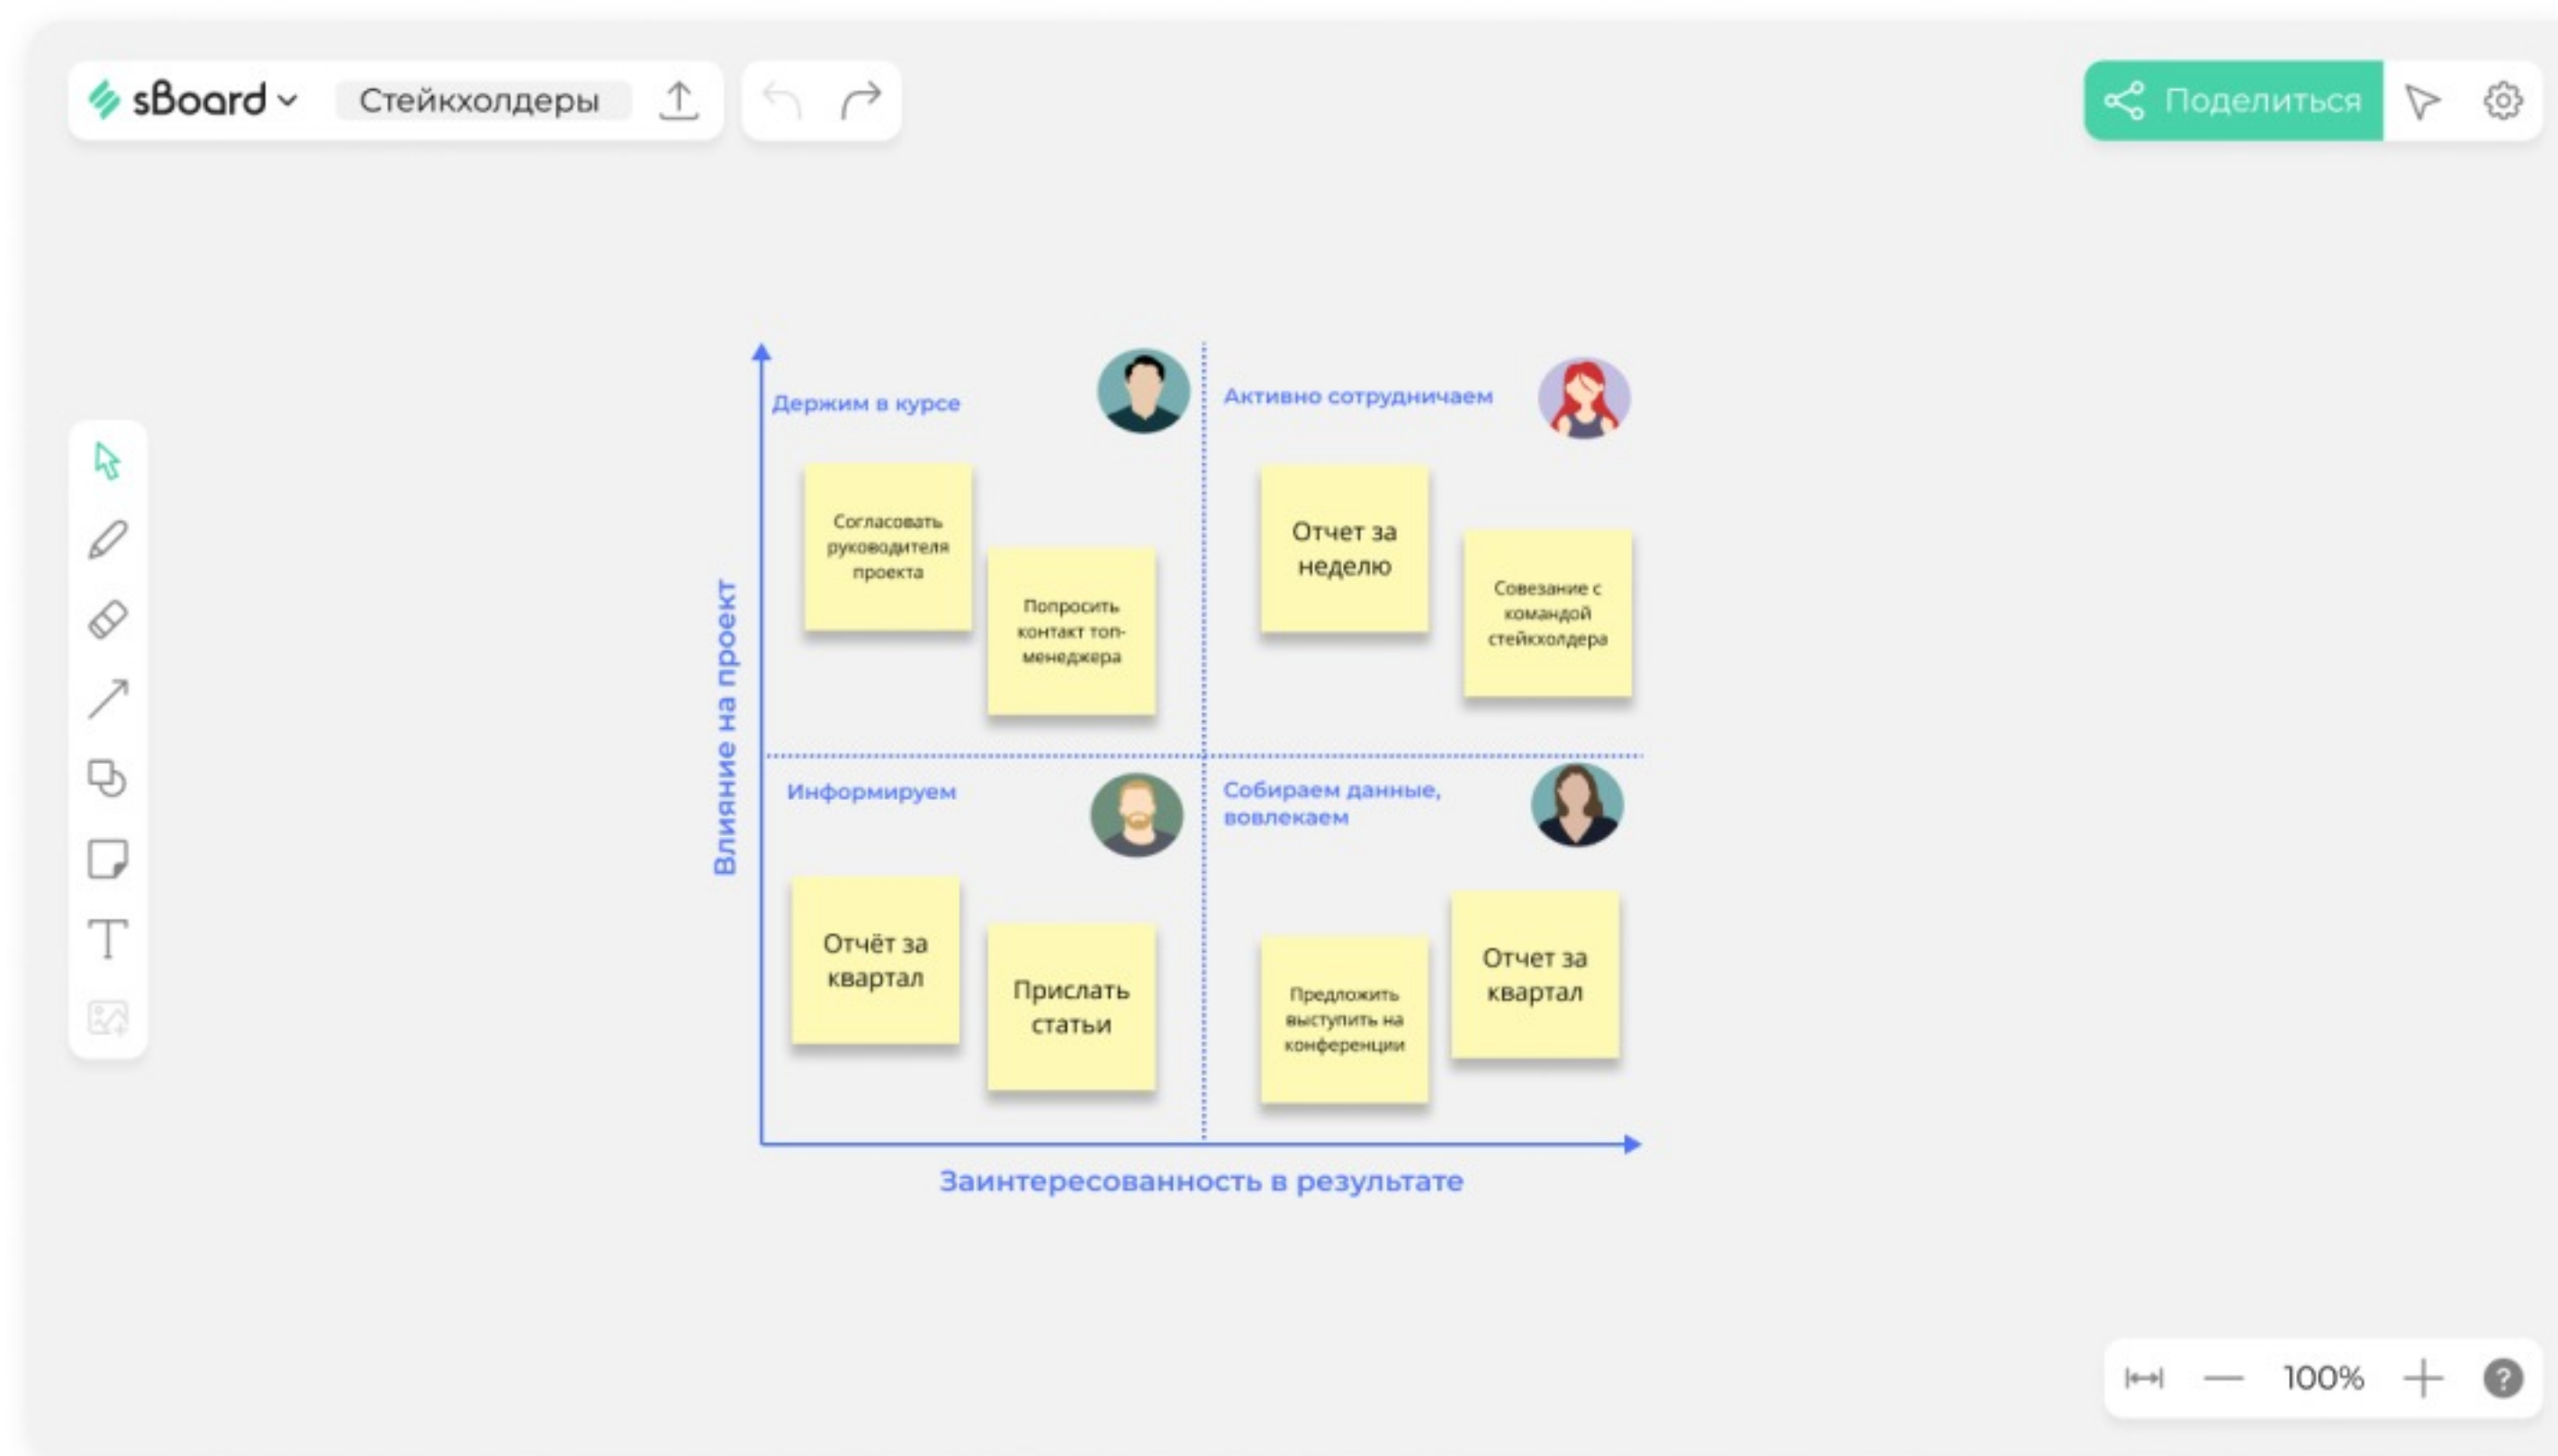 sBoard
Стейкхолдеры
Поделиться
Держим в курсе
Активно сотрудничаем
Согласовать
руководителя
проекта
Попросить
контакт топ-
менеджера
Отчет за
неделю
Совезание с
командой
стейкхолдера
Влияние на проект
Информируем
Собираем данные,
вовлекаем
Отчёт за
квартал
Прислать
статьи
Предложить
выступить на
конференции
Отчет за
квартал
Заинтересованность в результате
100%
?